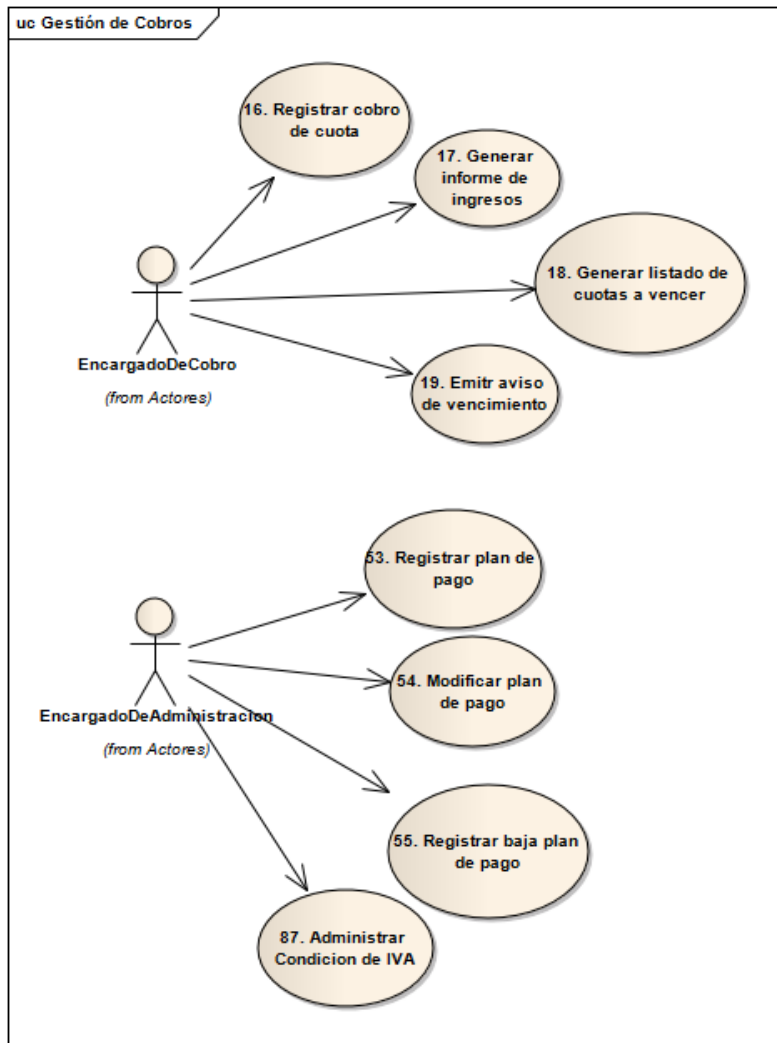 uc Gestión de Cobros
16. Registrar cobro
de cuota
17. Generar
informe de
ingresos
18. Generar listado de
cuotas a vencer
EncargadoDeCobro
(from Actores)
19. Emitr aviso
de vencimiento
53. Registrar plan de
pago
54. Modificar plan
de pago
EncargadoDeAdministracion
(from Actores)
55. Registrar baja plan
de pago
87. Administrar
Condicion de IVA